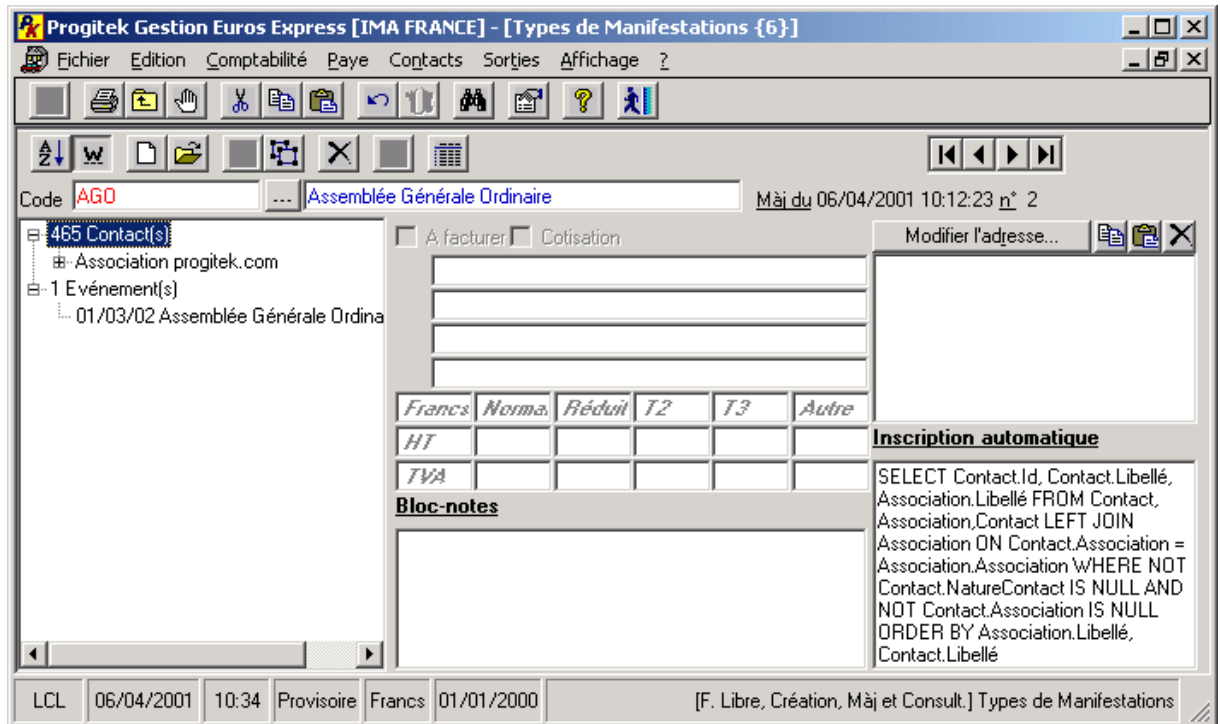 Progitek Gestion Euros Express [IMA FRANCE] - [Types de Manifestations {6}]
Fichier Edition Comptabilité Paye Contacts Sorties Affichage ?
Code AGO ... Assemblée Générale Ordinaire Màj du 06/04/2001 10:12:23 n° 2
465 Contact(s)
Association progitek.com
1 Evénement(s)
01/03/02 Assemblée Générale Ordina
A facturer Cotisation
Francs Norma. Réduit T2 T3 Autre
HT
TVA
Bloc-notes
Modifier l'adresse...
Inscription automatique
SELECT Contact.Id, Contact.Libellé,
Association.Libellé FROM Contact,
Association,Contact LEFT JOIN
Association ON Contact.Association =
Association.Association WHERE NOT
Contact.NatureContact IS NULL AND
NOT Contact.Association IS NULL
ORDER BY Association.Libellé,
Contact.Libellé
LCL 06/04/2001 10:34 Provisoire Francs 01/01/2000 [F. Libre, Création, Màj et Consult.] Types de Manifestations